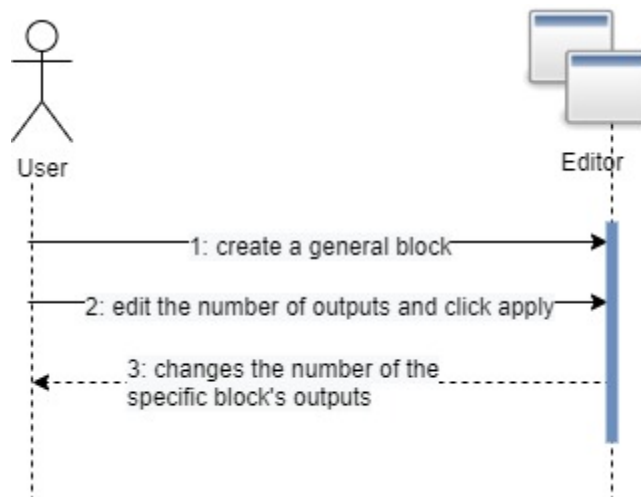 User
Editor
1: create a general block
2: edit the number of outputs and click apply
3: changes the number of the
specific block's outputs